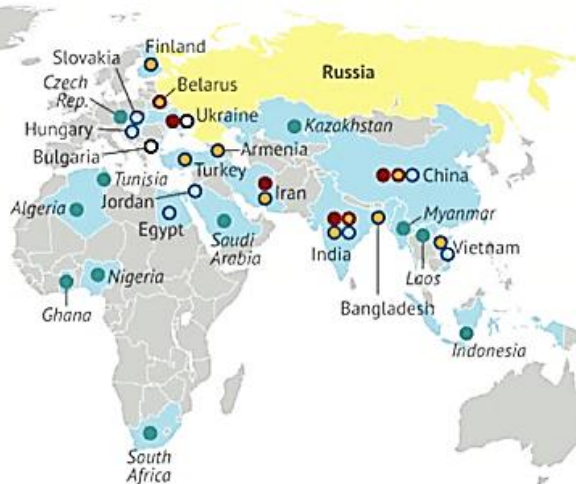 Finland
Slovakia
Russia
Czech
Rep.
Belarus
Ukraine
Hungary
Kazakhstan
Armenia
Bulgaria
Turkey
Tunisia
China
Iran
Jordan
Algeria
Myanmar
Egypt
Saudi
Arabia
Vietnam
India
Laos
Nigeria
Bangladesh
Ghana
Indonesia
South
Africa